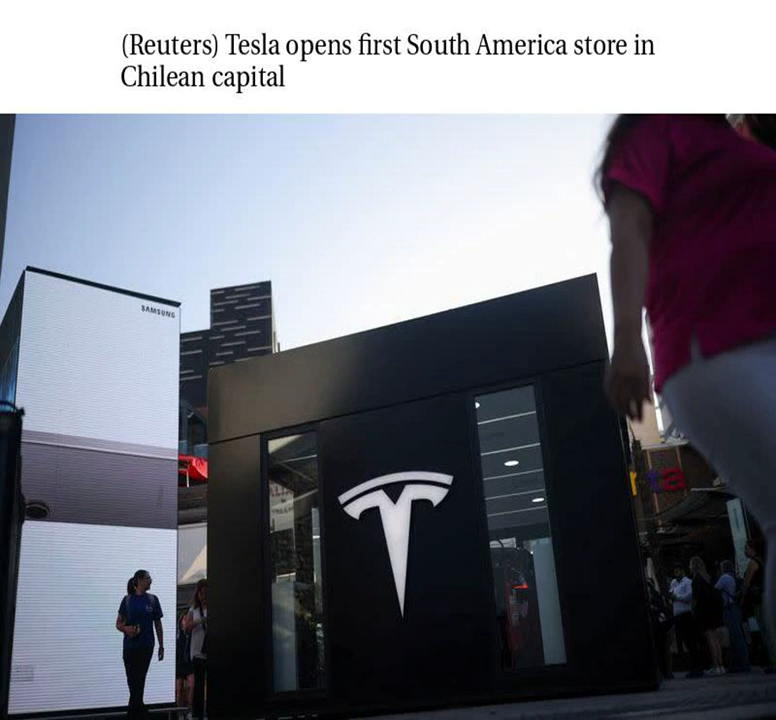 (Reuters) Tesla opens first South America store in
Chilean capital
SAMSUNG